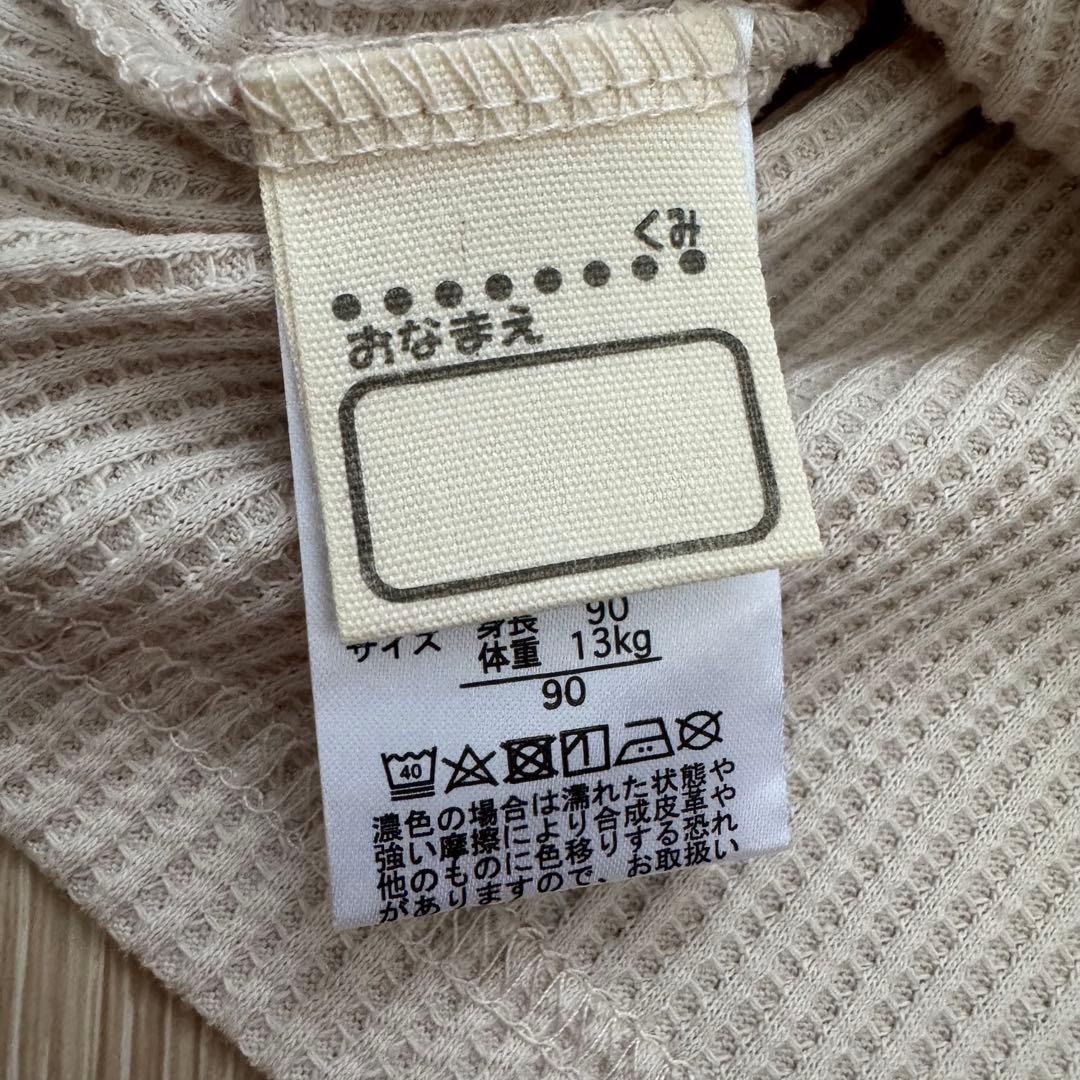 くみ
おなまえ
サイズ 身長 90
体重 13kg
90
40
濃色の場合は濡れた状態や
強い摩擦により合成皮革や
他のものに色移りする恐れ
がありますので、お取扱い